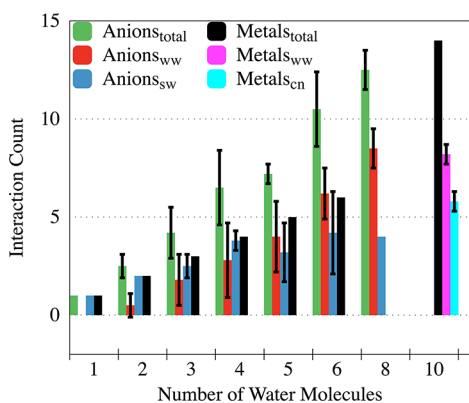 15
10
5
0
Interaction Count
Anions_total
Anions_ww
Anions_sw
Metals_total
Metals_ww
Metals_cn
1 2 3 4 5 6 8 10
Number of Water Molecules